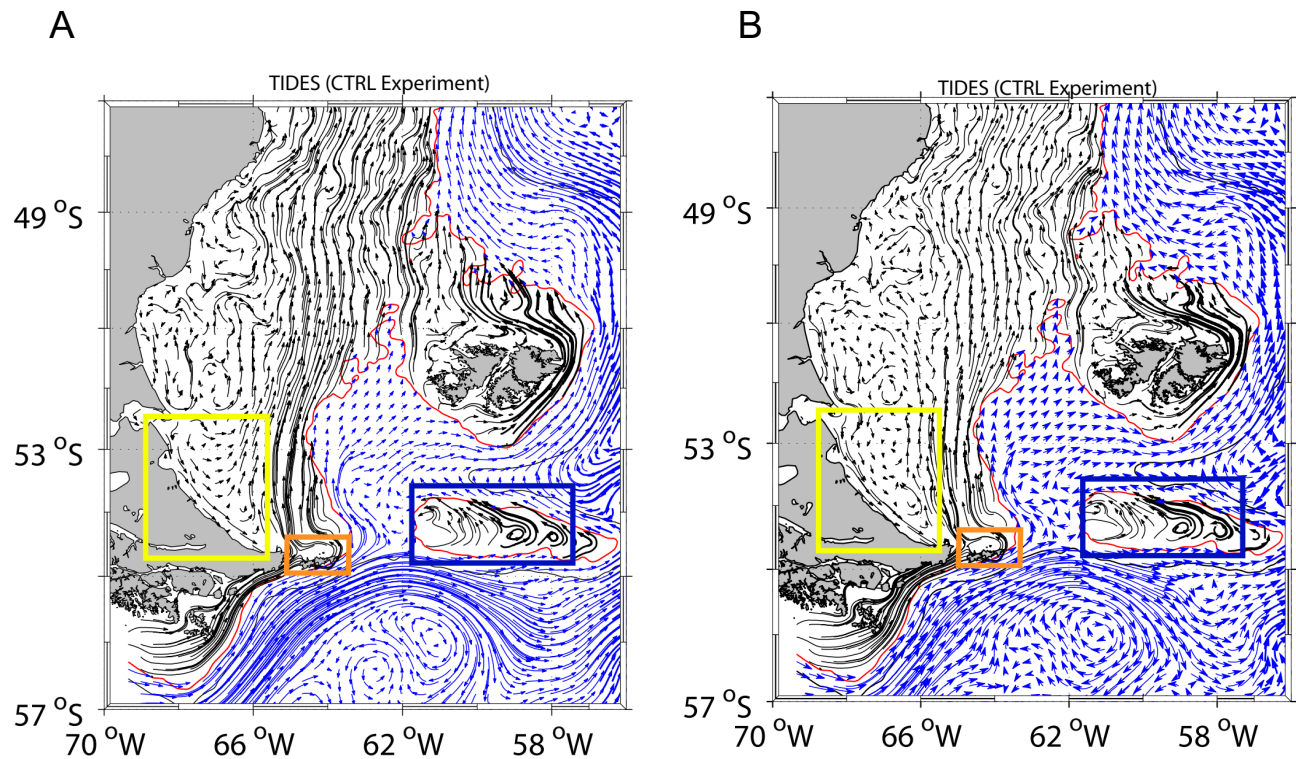 A
B
TIDES (CTRL Experiment)
TIDES (CTRL Experiment)
49 °S
49 °S
53 °S
53 °S
57 °S
57 °S
70 °W 66 °W 62 °W 58 °W
70 °W 66 °W 62 °W 58 °W